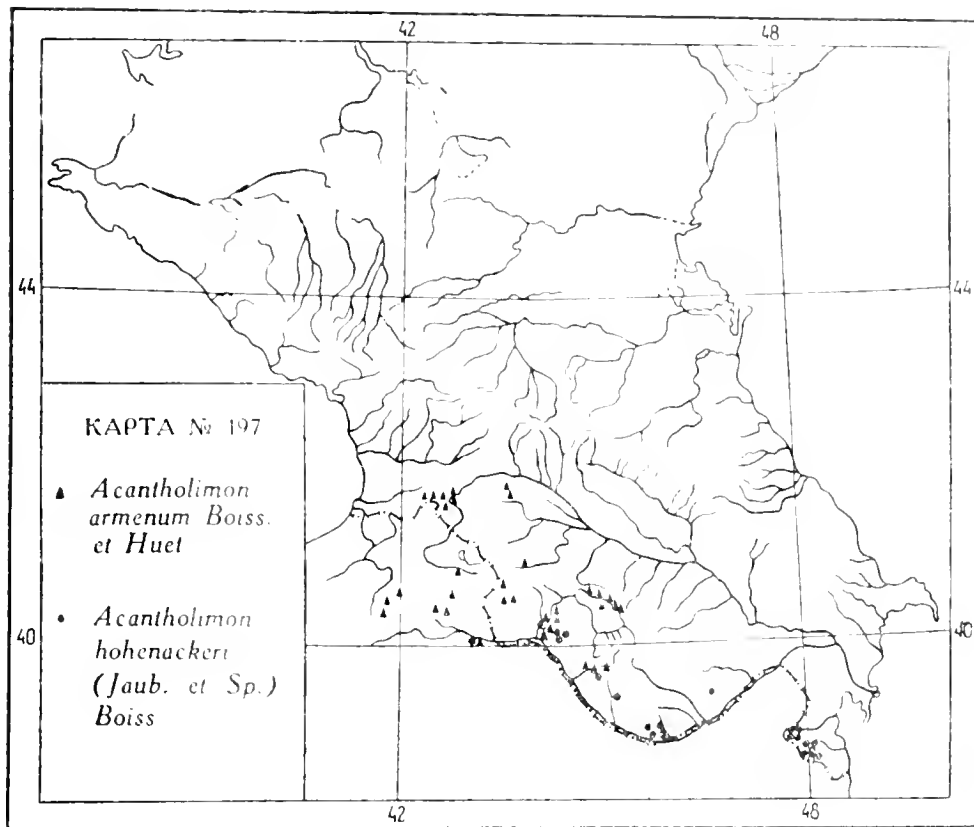 42 48
44 44
КАРТА № 197
Acantholimon
armenum Boiss.
et Huet
40 40
Acantholimon
hohenackeri
(Jaub. et Sp.)
Boiss
42 48